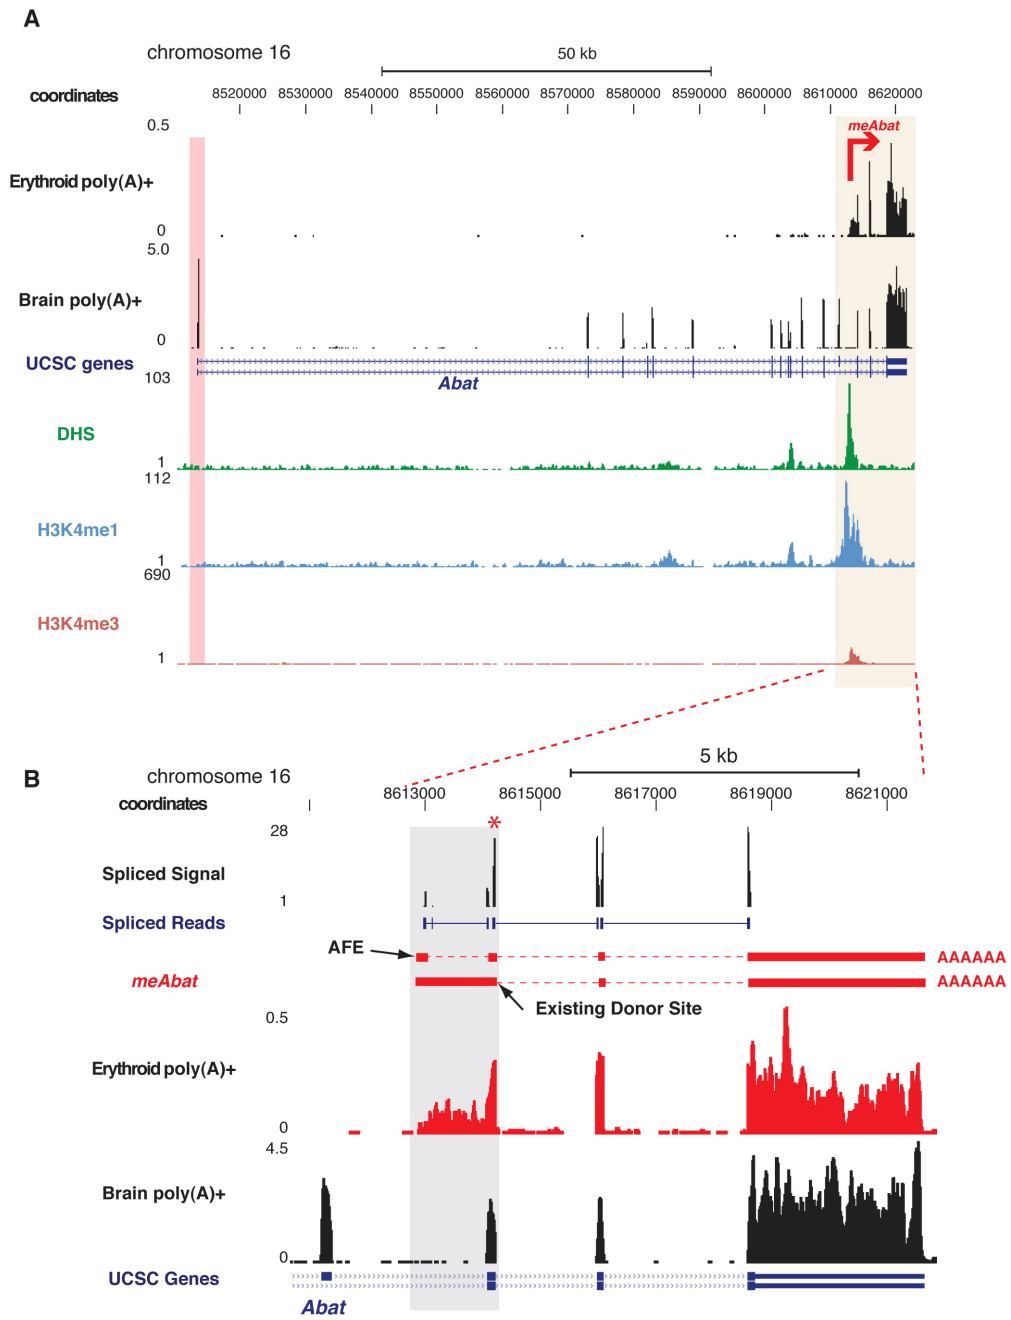 A
chromosome 16
50 kb
coordinates
8520000 8530000 8540000 8550000 8560000 8570000 8580000 8590000 8600000 8610000 8620000
0.5
meAbat
Erythroid poly(A)+
0
5.0
Brain poly(A)+
0
UCSC genes
103
Abat
DHS
1
112
H3K4me1
1
690
H3K4me3
1
B
chromosome 16
5 kb
coordinates
8613000 8615000 8617000 8619000 8621000
*
28
Spliced Signal
1
Spliced Reads
AFE
AAAAAA
meAbat
AAAAAA
Existing Donor Site
0.5
Erythroid poly(A)+
0
4.5
Brain poly(A)+
0
UCSC Genes
Abat